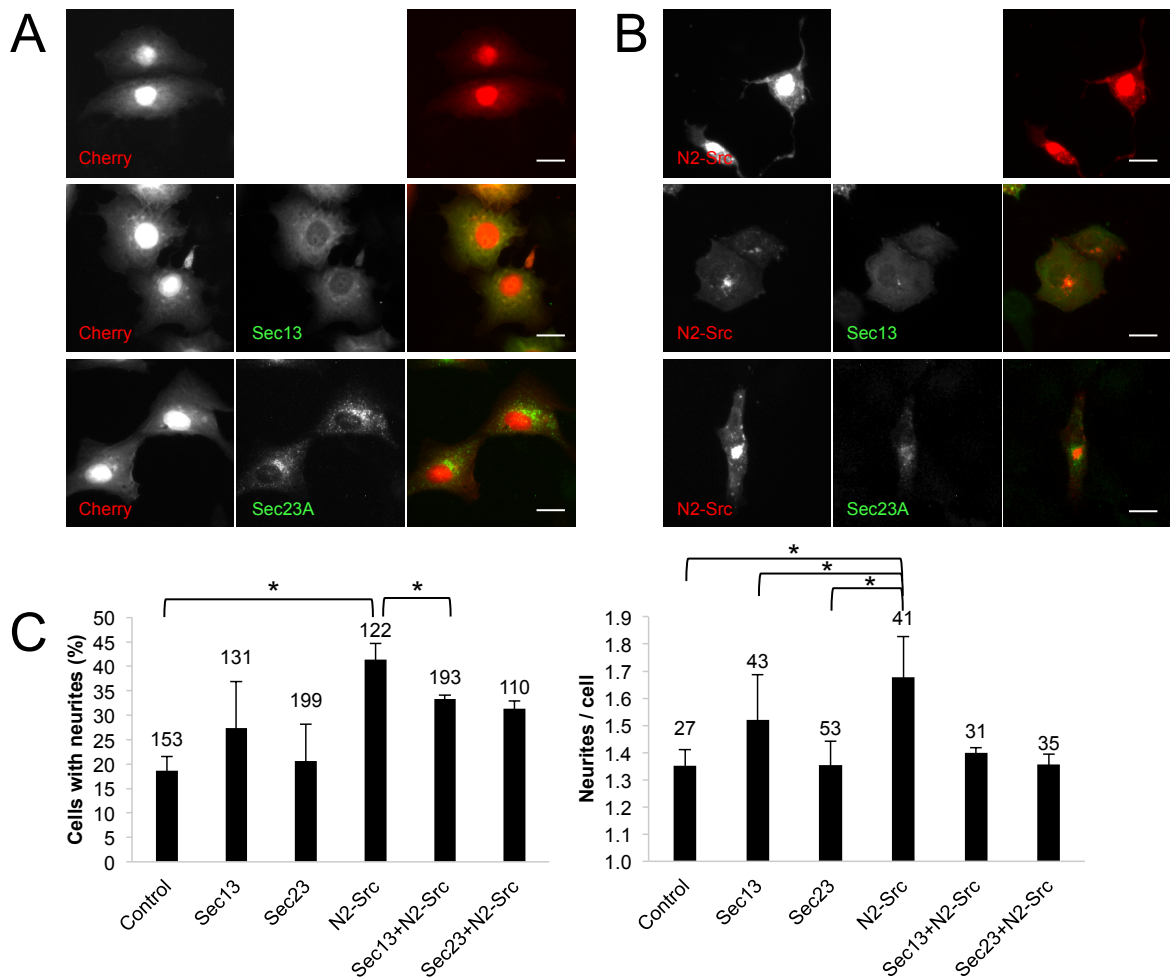 A
B
Cherry
N2-Src
Cherry
Sec13
N2-Src
Sec13
Cherry
Sec23A
N2-Src
Sec23A
C
* *
Cells with neurites (%)
50
45
40
35
30
25
20
15
10
5
0
153
131
199
122
193
110
Control
Sec13
Sec23
N2-Src
Sec13+N2-Src
Sec23+N2-Src
*
*
*
Neurites / cell
1.9
1.8
1.7
1.6
1.5
1.4
1.3
1.2
1.1
1.0
27
43
53
41
31
35
Control
Sec13
Sec23
N2-Src
Sec13+N2-Src
Sec23+N2-Src